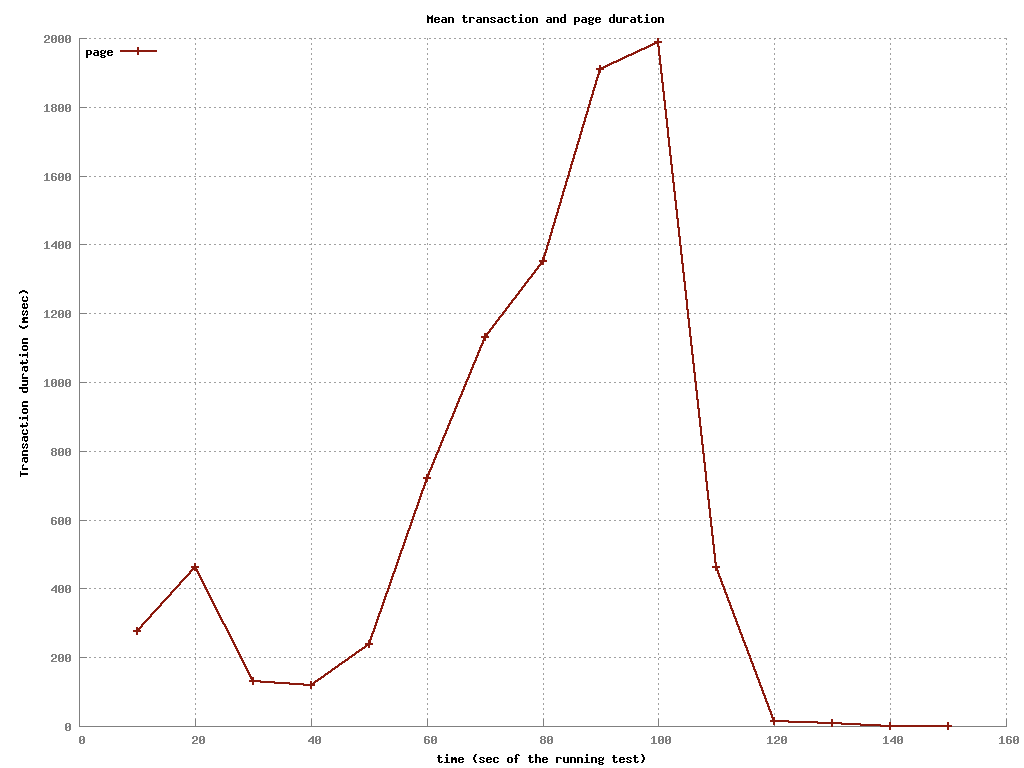 Mean transaction and page duration
page
2000
1800
1600
1400
1200
1000
800
600
400
200
0
Transaction duration (msec)
0 20 40 60 80 100 120 140 160
time (sec of the running test)